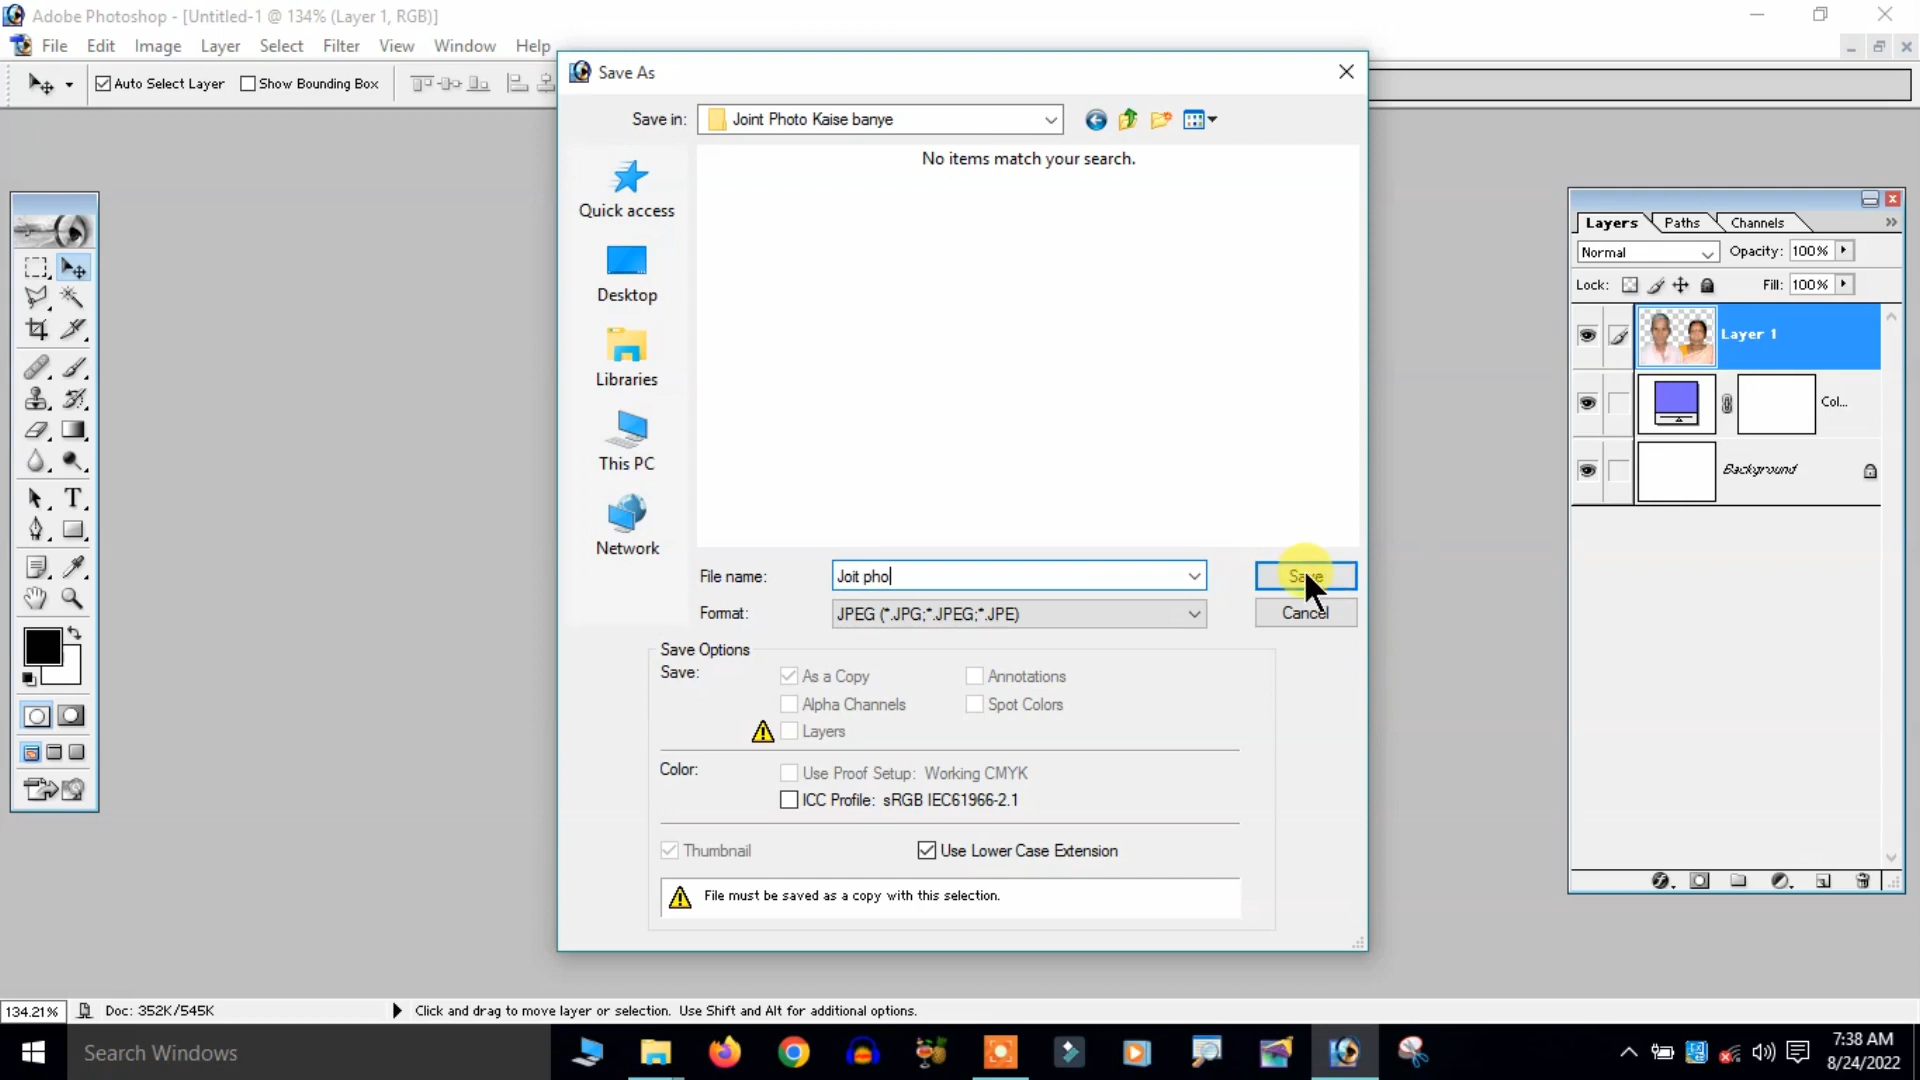 Adobe Photoshop - [Untitled-1 @ 134% (Layer 1, RGB)]
File Edit Image Layer Select Filter View Window Help
Auto Select Layer Show Bounding Box
Save As
Save in: Joint Photo Kaise banye
No items match your search.
Quick access
Desktop
Libraries
This PC
Network
File name: Joit pho Save
Format: JPEG (*.JPG;*.JPEG;*.JPE) Cancel
Save Options
Save: As a Copy Annotations
Alpha Channels Spot Colors
Layers
Color: Use Proof Setup: Working CMYK
ICC Profile: sRGB IEC61966-2.1
Thumbnail Use Lower Case Extension
File must be saved as a copy with this selection.
Layers Paths Channels
Normal Opacity: 100%
Lock: Fill: 100%
Layer 1
Col...
Background
134.21% Doc: 352K/545K Click and drag to move layer or selection. Use Shift and Alt for additional options.
Search Windows
7:38 AM
8/24/2022